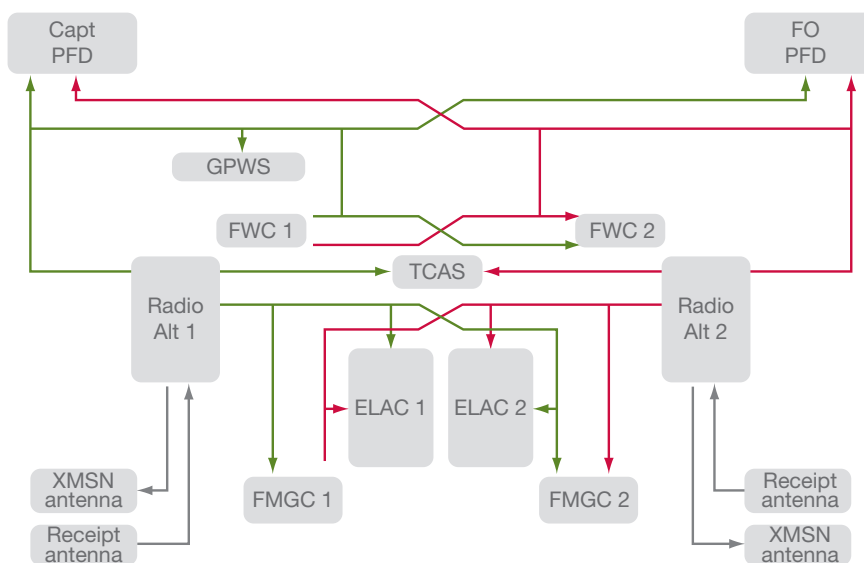 Capt
PFD
FO
PFD
GPWS
FWC 1
FWC 2
TCAS
Radio
Alt 1
Radio
Alt 2
ELAC 1
ELAC 2
XMSN
antenna
FMGC 1
FMGC 2
Receipt
antenna
Receipt
antenna
XMSN
antenna